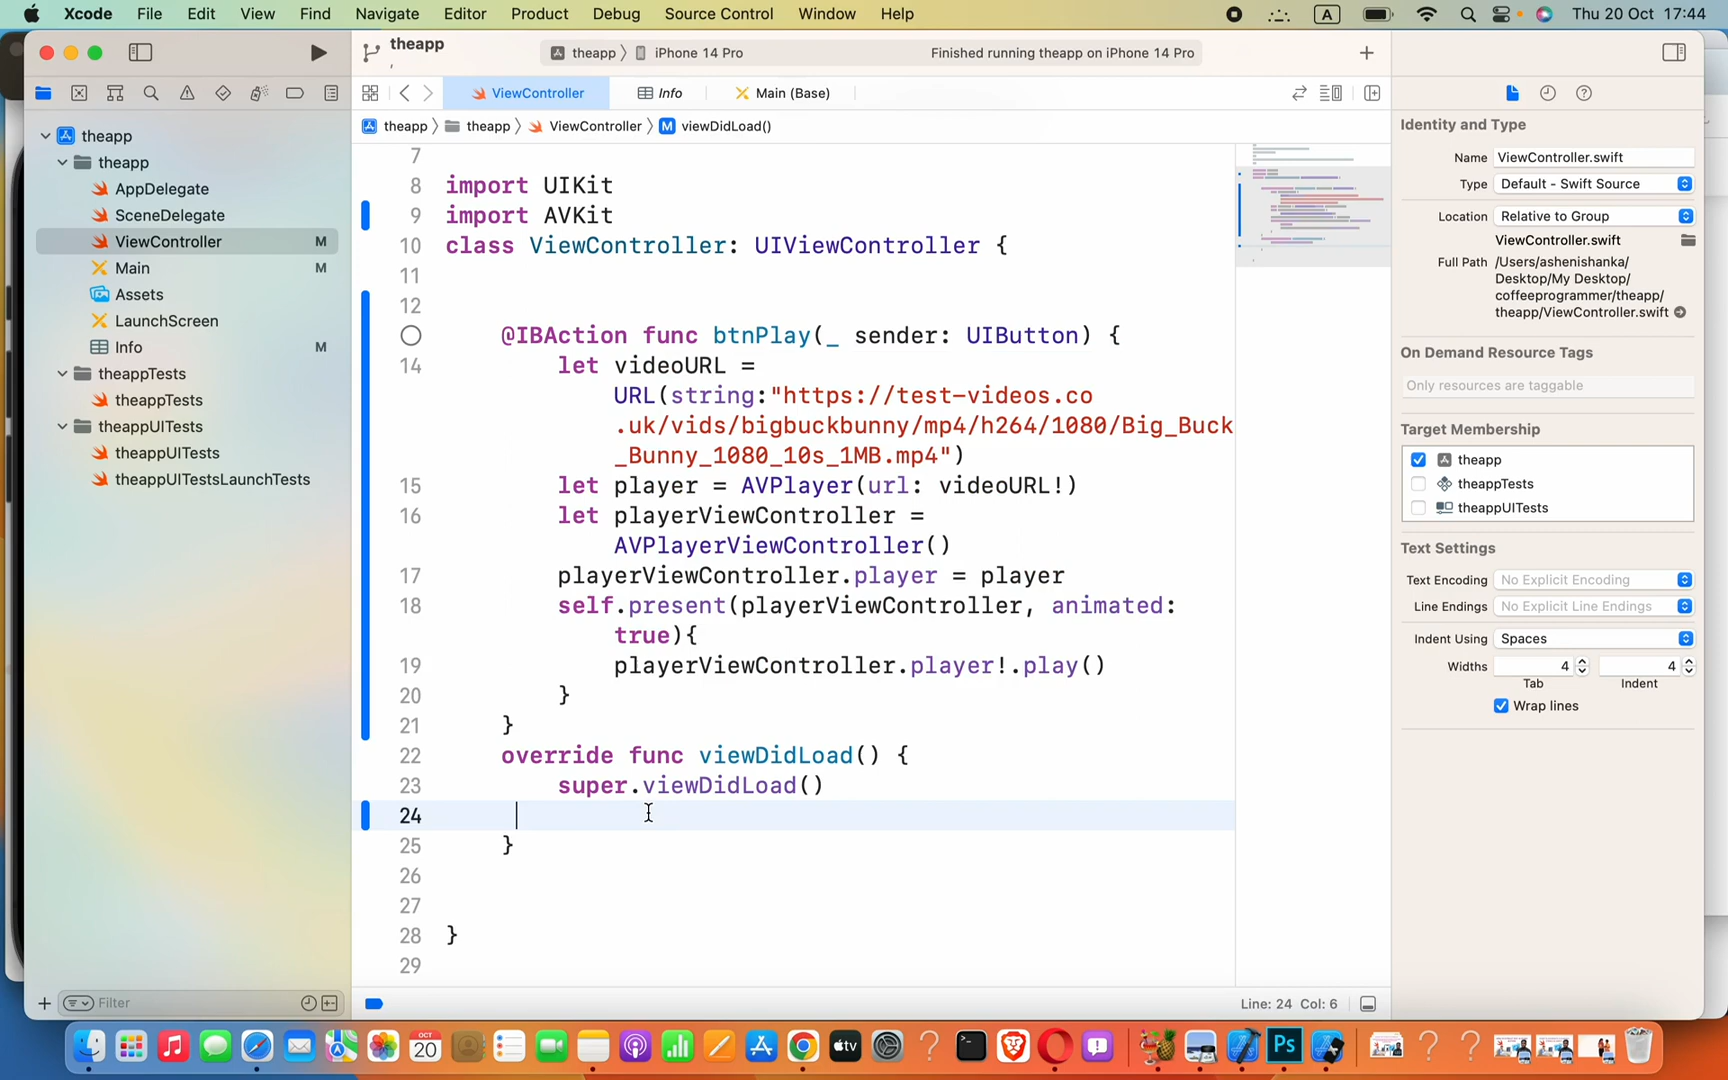 Xcode File Edit View Find Navigate Editor Product Debug Source Control Window Help A Thu 20 Oct 17:44
theapp
theapp iPhone 14 Pro Finished running theapp on iPhone 14 Pro
ViewController Info Main (Base)
theapp theapp ViewController M viewDidLoad()
theapp
theapp
AppDelegate
SceneDelegate
ViewController M
Main M
Assets
LaunchScreen
Info M
theappTests
theappTests
theappUITests
theappUITests
theappUITestsLaunchTests
Filter
7
8 import UIKit
9 import AVKit
10 class ViewController: UIViewController {
11
12
@IBAction func btnPlay(_ sender: UIButton) {
14 let videoURL =
URL(string:"https://test-videos.co
.uk/vids/bigbuckbunny/mp4/h264/1080/Big_Buck
_Bunny_1080_10s_1MB.mp4")
15 let player = AVPlayer(url: videoURL!)
16 let playerViewController =
AVPlayerViewController()
17 playerViewController.player = player
18 self.present(playerViewController, animated:
true){
19 playerViewController.player!.play()
20 }
21 }
22 override func viewDidLoad() {
23 super.viewDidLoad()
24
25 }
26
27
28 }
29
Line: 24 Col: 6
Identity and Type
Name ViewController.swift
Type Default - Swift Source
Location Relative to Group
ViewController.swift
Full Path /Users/ashenishanka/
Desktop/My Desktop/
coffeeprogrammer/theapp/
theapp/ViewController.swift
On Demand Resource Tags
Only resources are taggable
Target Membership
theapp
theappTests
theappUITests
Text Settings
Text Encoding No Explicit Encoding
Line Endings No Explicit Line Endings
Indent Using Spaces
Widths 4 4
Tab Indent
Wrap lines
OCT
20
tv
Ps